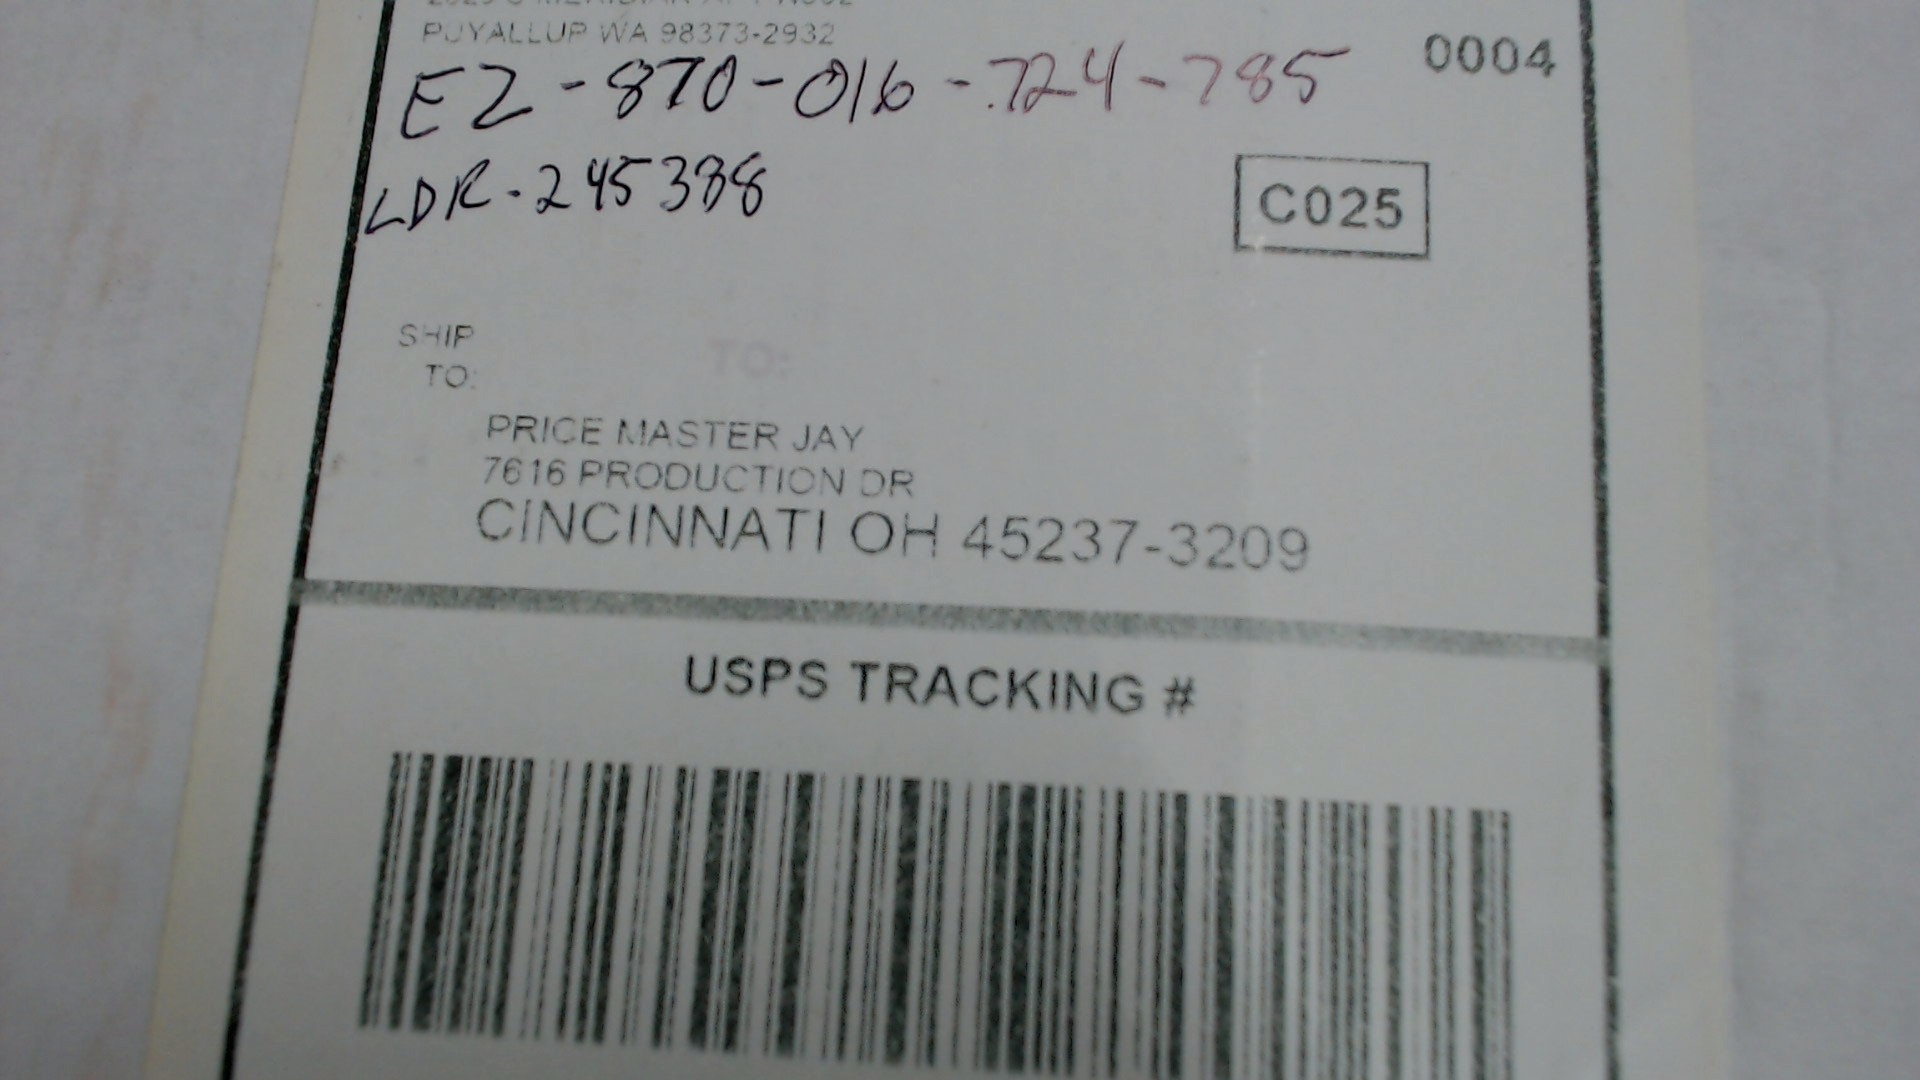 PUYALLUP WA 98373-2932
0004
EZ-870-016-724-785
LDR-245388
C025
SHIP
TO:
TO:
PRICE MASTER JAY
7616 PRODUCTION DR
CINCINNATI OH 45237-3209
USPS TRACKING #